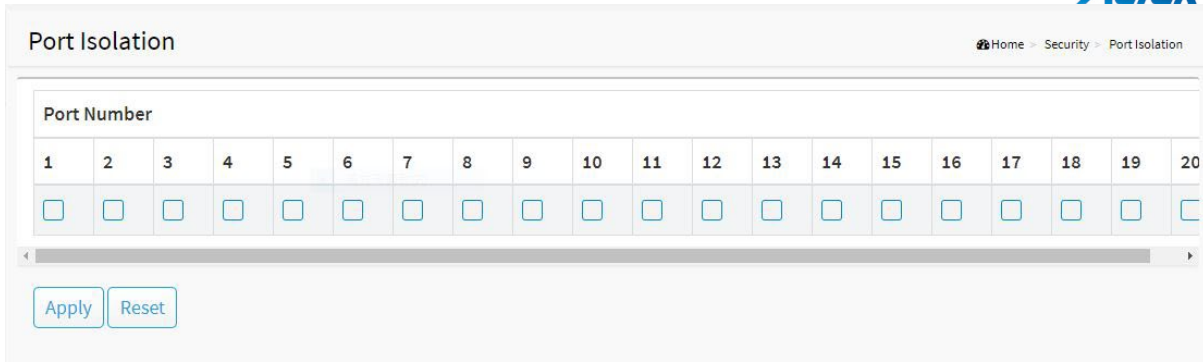 Port Isolation
Home > Security > Port Isolation
Port Number
1 2 3 4 5 6 7 8 9 10 11 12 13 14 15 16 17 18 19 20
Apply Reset